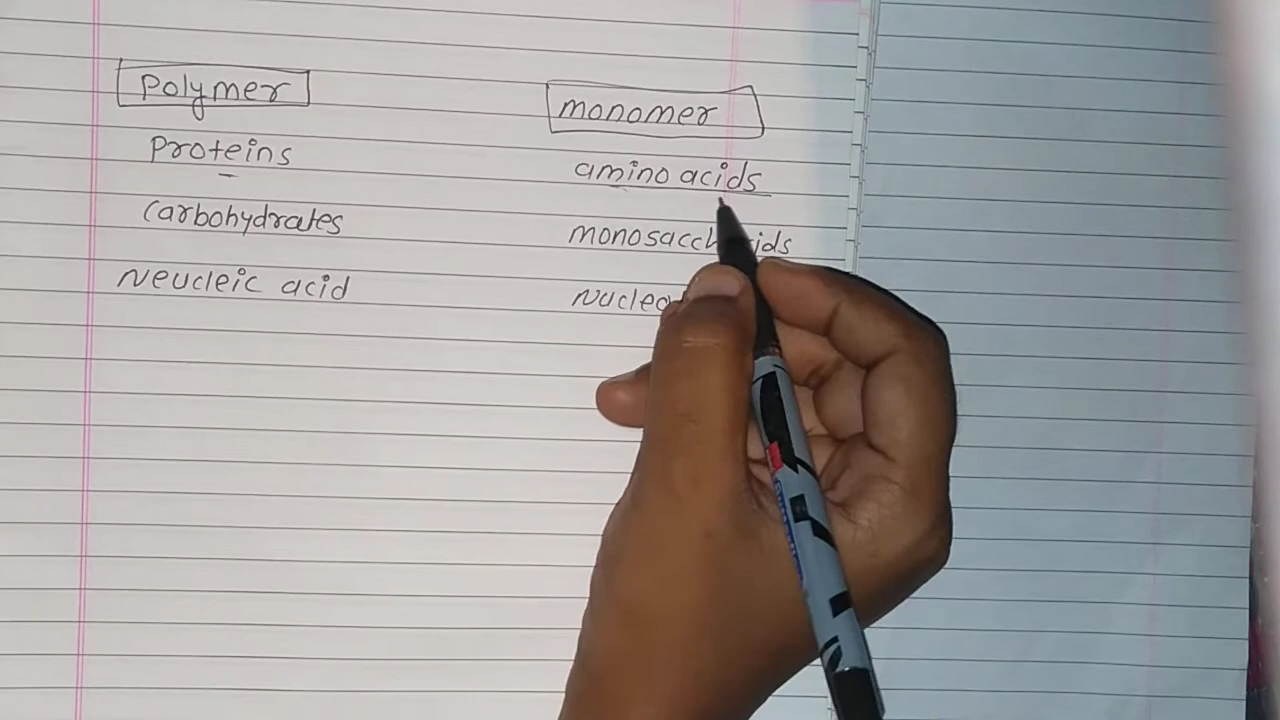 Polymer monomer
Proteins amino acids
Carbohydrates
Neucleic acid